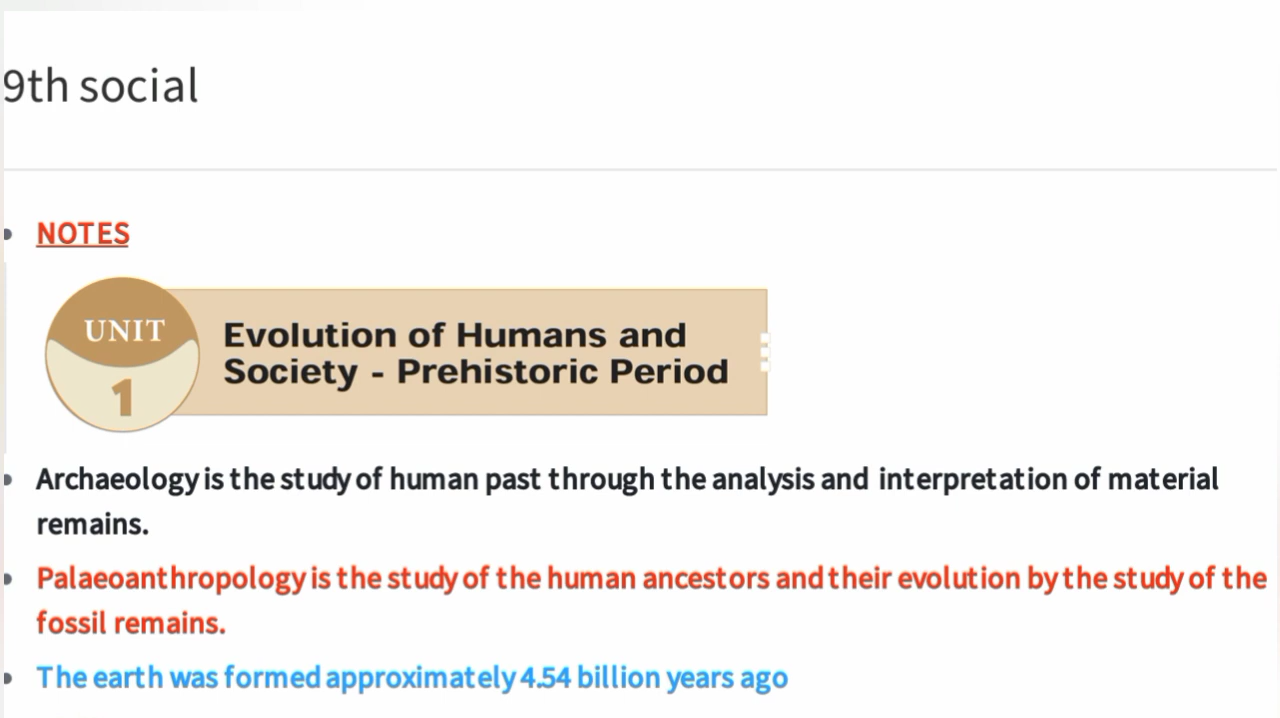 9th social
NOTES
UNIT
1
Evolution of Humans and
Society - Prehistoric Period
Archaeology is the study of human past through the analysis and interpretation of material
remains.
Palaeoanthropology is the study of the human ancestors and their evolution by the study of the
fossil remains.
The earth was formed approximately 4.54 billion years ago